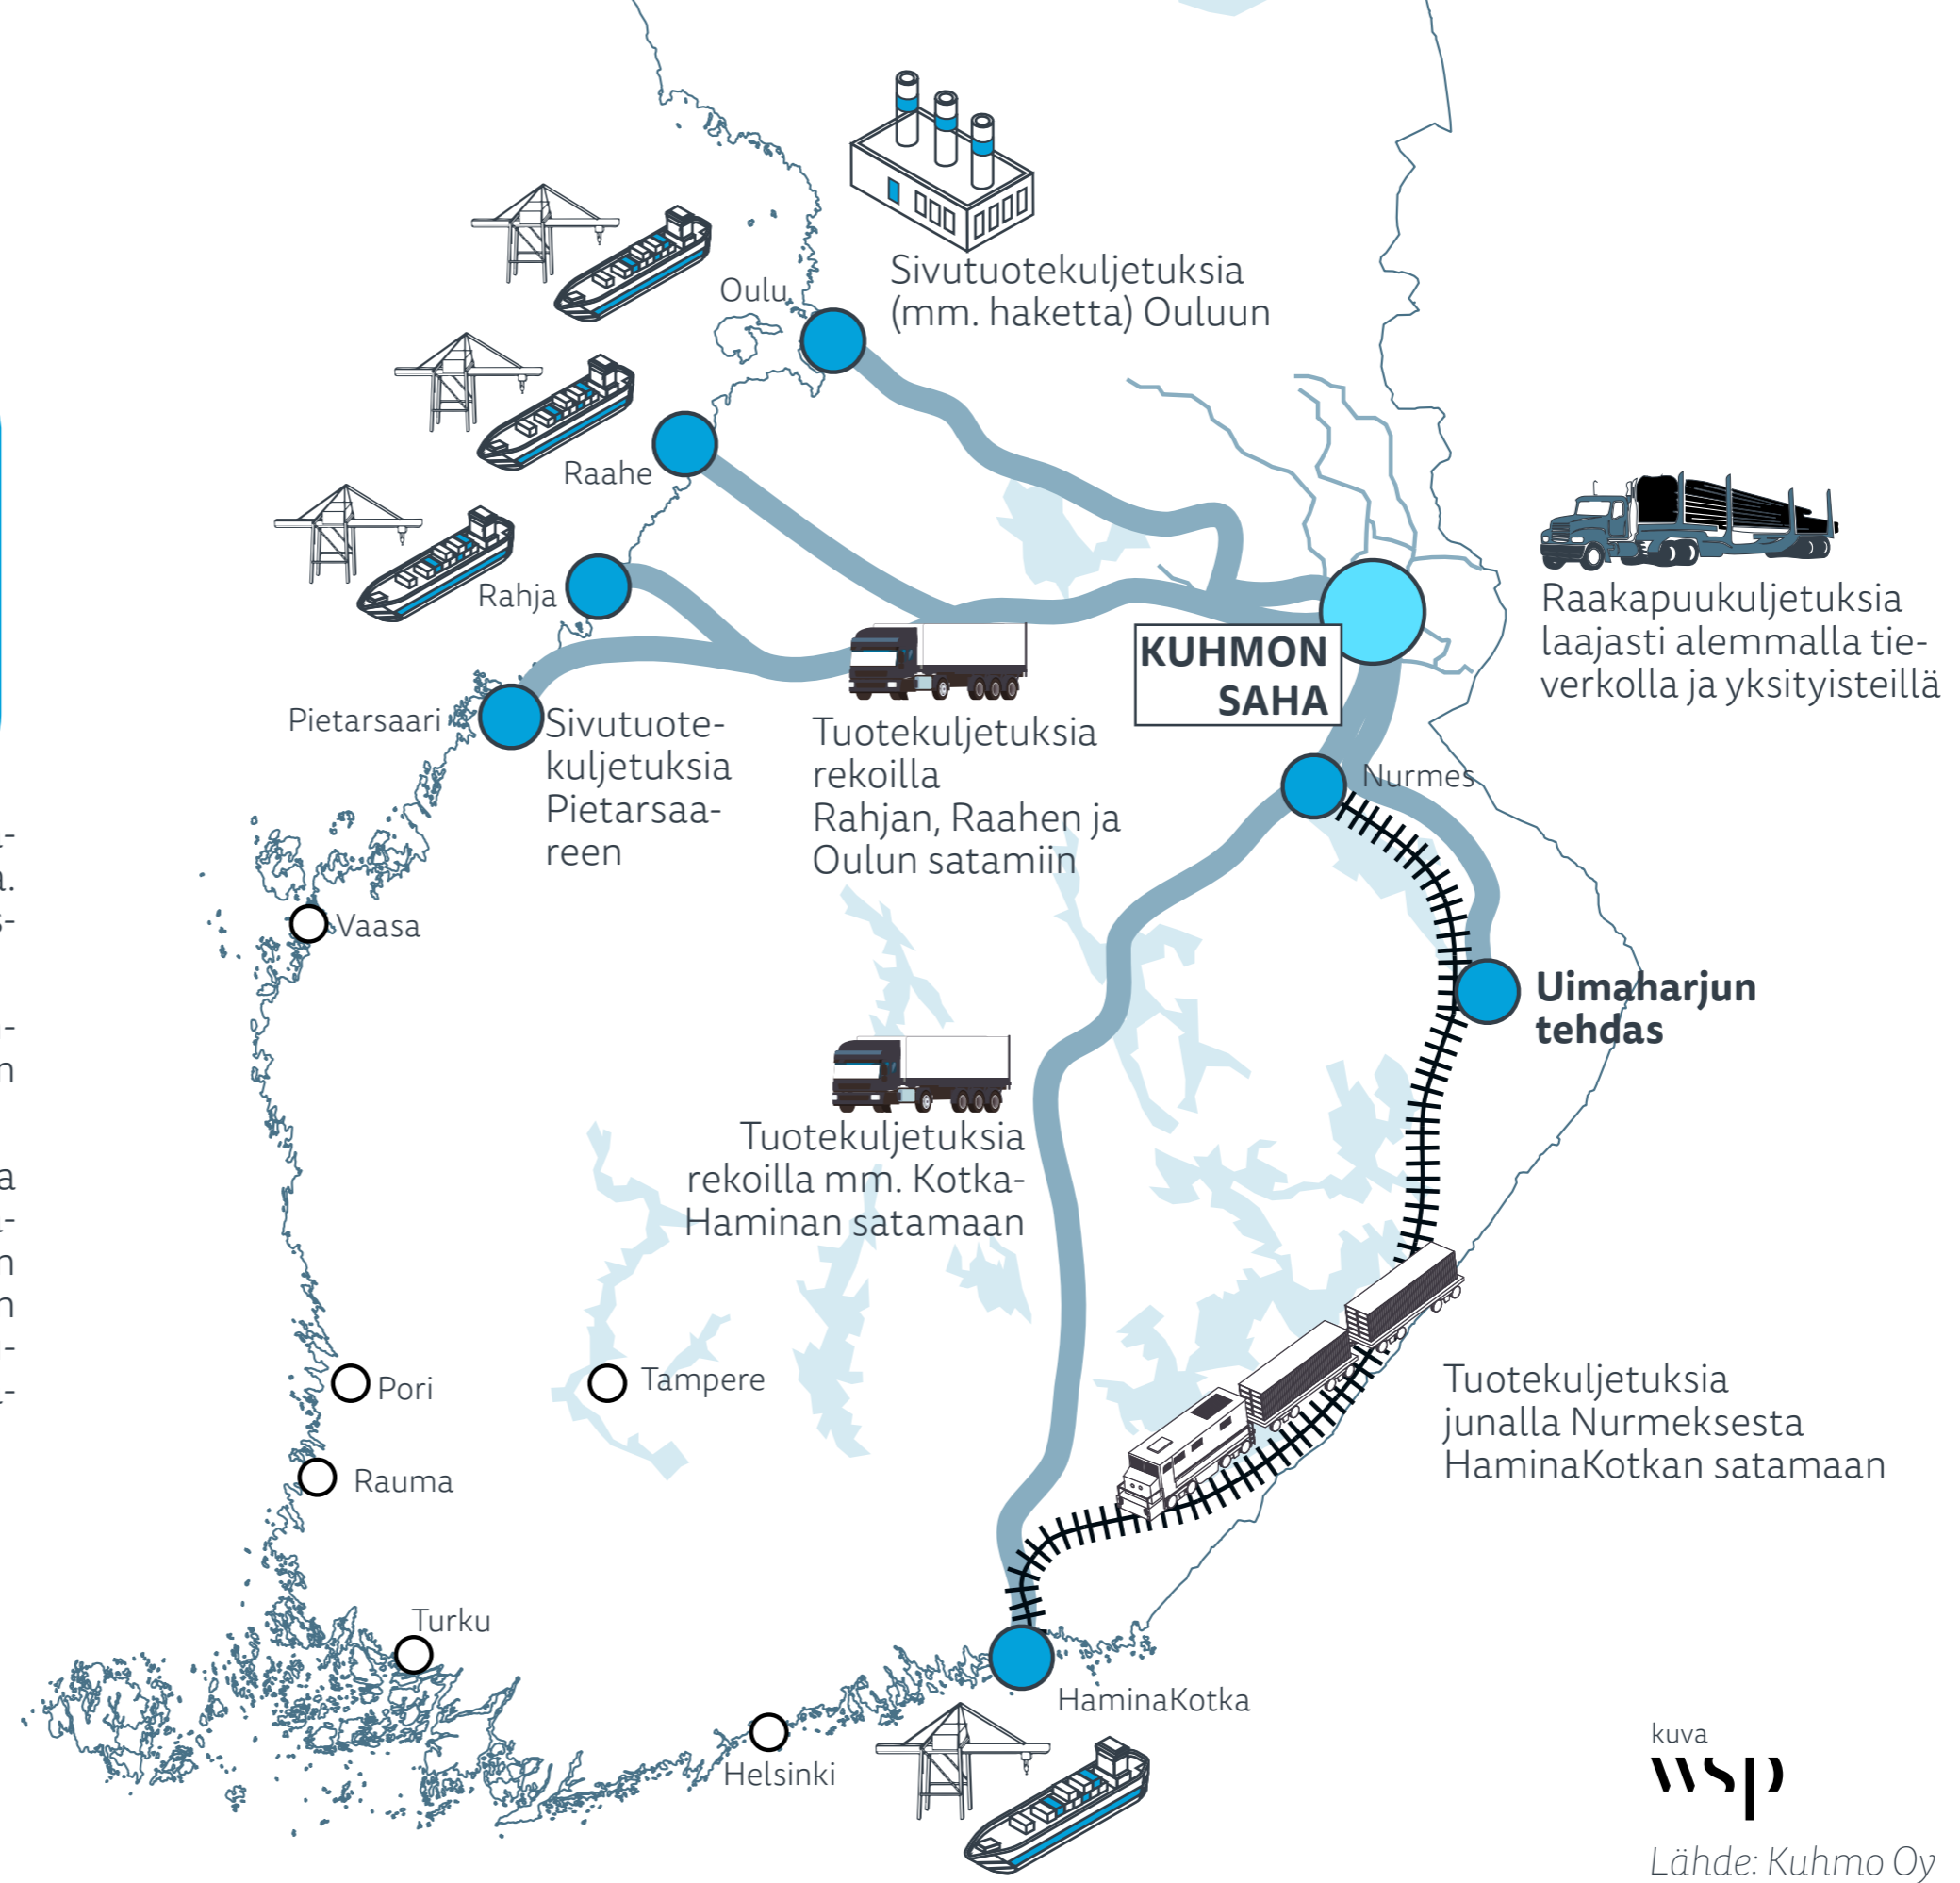 Sivutuotekuljetuksia
(mm. haketta) Ouluun
Oulu
Raahe
Rahja
Raakapuukuljetuksia
laajasti alemmalla tie-
verkolla ja yksityisteillä
KUHMON
SAHA
Pietarsaari
Sivutuote-
kuljetuksia
Pietarsaa-
reen
Tuotekuljetuksia
rekoilla
Rahjan, Raahen ja
Oulun satamiin
Nurmes
Vaasa
Uimaharjun
tehdas
Tuotekuljetuksia
rekoilla mm. Kotka-
Haminan satamaan
Pori
Tampere
Tuotekuljetuksia
junalla Nurmeksesta
HaminaKotkan satamaan
Rauma
Turku
HaminaKotka
Helsinki
kuva
wsp
Lähde: Kuhmo Oy